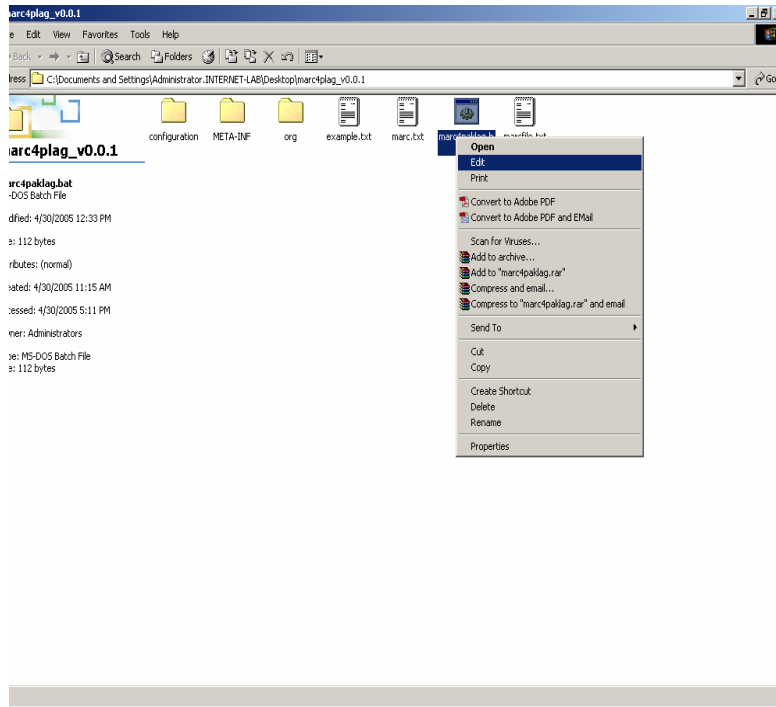 marc4plag_v0.0.1
e Edit View Favorites Tools Help
Back Search Folders
ress C:\Documents and Settings\Administrator.INTERNET-LAB\Desktop\marc4plag_v0.0.1 Go
configuration META-INF org example.txt marc.txt marc4paklag.b marcfile.txt
arc4plag_v0.0.1
arc4paklag.bat
-DOS Batch File
dified: 4/30/2005 12:33 PM
e: 112 bytes
ributes: (normal)
eated: 4/30/2005 11:15 AM
cessed: 4/30/2005 5:11 PM
ner: Administrators
pe: MS-DOS Batch File
e: 112 bytes
Open
Edit
Print
Convert to Adobe PDF
Convert to Adobe PDF and EMail
Scan for Viruses...
Add to archive...
Add to "marc4paklag.rar"
Compress and email...
Compress to "marc4paklag.rar" and email
Send To
Cut
Copy
Create Shortcut
Delete
Rename
Properties